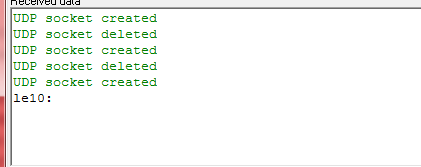 Received data
UDP socket created
UDP socket deleted
UDP socket created
UDP socket deleted
UDP socket created
le10: